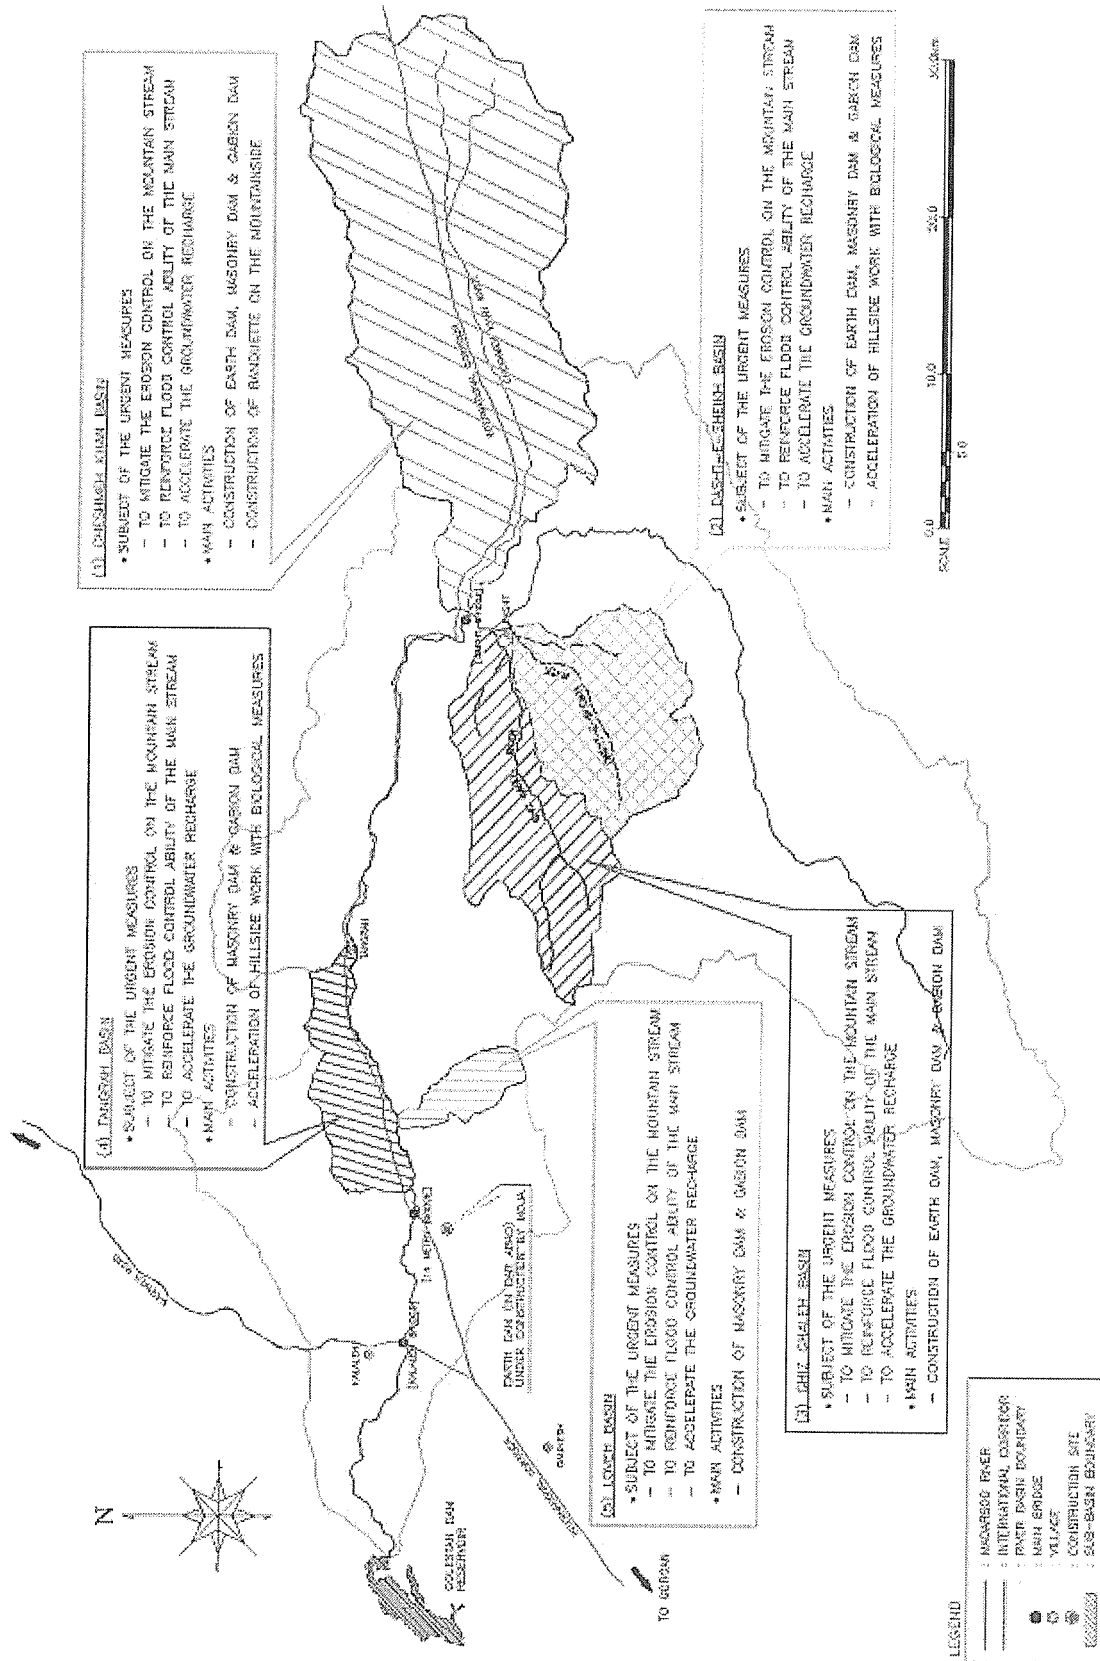 (1) CHESHMEH KHAN BASIN
* SUBJECT OF THE URGENT MEASURES
- TO MITIGATE THE EROSION CONTROL ON THE MOUNTAIN STREAM
- TO REINFORCE FLOOD CONTROL ABILITY OF THE MAIN STREAM
- TO ACCELERATE THE GROUNDWATER RECHARGE
* MAIN ACTIVITIES
- CONSTRUCTION OF EARTH DAM, MASONRY DAM & GABION DAM
- CONSTRUCTION OF BANQUETTE ON THE MOUNTAINSIDE
(4) TANGRAH BASIN
* SUBJECT OF THE URGENT MEASURES
- TO MITIGATE THE EROSION CONTROL ON THE MOUNTAIN STREAM
- TO REINFORCE FLOOD CONTROL ABILITY OF THE MAIN STREAM
- TO ACCELERATE THE GROUNDWATER RECHARGE
* MAIN ACTIVITIES
- CONSTRUCTION OF MASONRY DAM & GABION DAM
- ACCELERATION OF HILLSIDE WORK WITH BIOLOGICAL MEASURES
N
(2) DASHT-E-SHEIKH BASIN
* SUBJECT OF THE URGENT MEASURES
- TO MITIGATE THE EROSION CONTROL ON THE MOUNTAIN STREAM
- TO REINFORCE FLOOD CONTROL ABILITY OF THE MAIN STREAM
- TO ACCELERATE THE GROUNDWATER RECHARGE
* MAIN ACTIVITIES
- CONSTRUCTION OF EARTH DAM, MASONRY DAM & GABION DAM
- ACCELERATION OF HILLSIDE WORK WITH BIOLOGICAL MEASURES
(3) GHIZ GHALEH BASIN
* SUBJECT OF THE URGENT MEASURES
- TO MITIGATE THE EROSION CONTROL ON THE MOUNTAIN STREAM
- TO REINFORCE FLOOD CONTROL ABILITY OF THE MAIN STREAM
- TO ACCELERATE THE GROUNDWATER RECHARGE
* MAIN ACTIVITIES
- CONSTRUCTION OF EARTH DAM, MASONRY DAM & GABION DAM
(5) LOWEH BASIN
* SUBJECT OF THE URGENT MEASURES
- TO MITIGATE THE EROSION CONTROL ON THE MOUNTAIN STREAM
- TO REINFORCE FLOOD CONTROL ABILITY OF THE MAIN STREAM
- TO ACCELERATE THE GROUNDWATER RECHARGE
* MAIN ACTIVITIES
- CONSTRUCTION OF MASONRY DAM & GABION DAM
UNDER CONSTRUCTION BY MOJA
TANGRAH
KALALEH
GALIKESH
GOLESTAN DAM
RESERVOIR
TO GORGAN
SCALE
0.0
5.0
10.0
20.0
30.0km
LEGEND
: MADARSOO RIVER
: INTERNATIONAL CORRIDOR
: RIVER BASIN BOUNDARY
: MAIN BRIDGE
: VILLAGE
: CONSTRUCTION SITE
: SUB-BASIN BOUNDARY